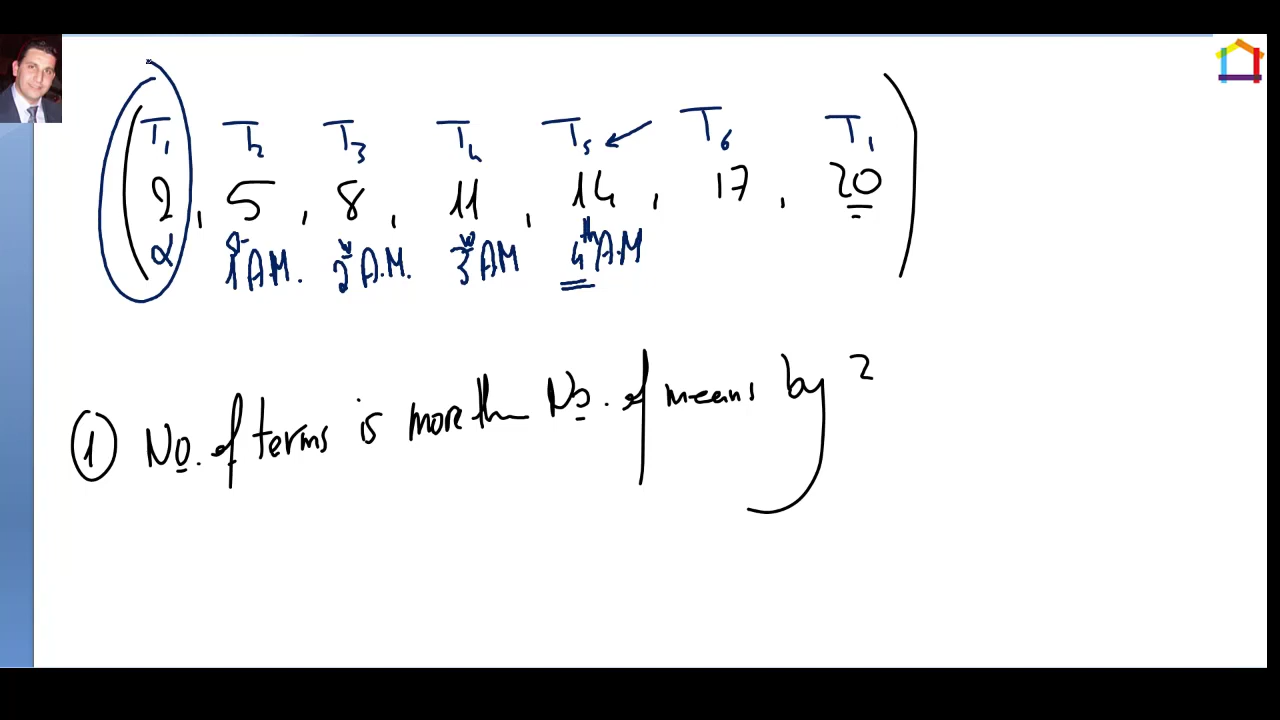 T1 T2 T3 T4 T5 T6 T1
(2, 5, 8, 11, 14, 17, 20)
α 1st A.M. 2nd A.M. 3rd AM 4th A.M
① No. of terms is more than No. of means by 2